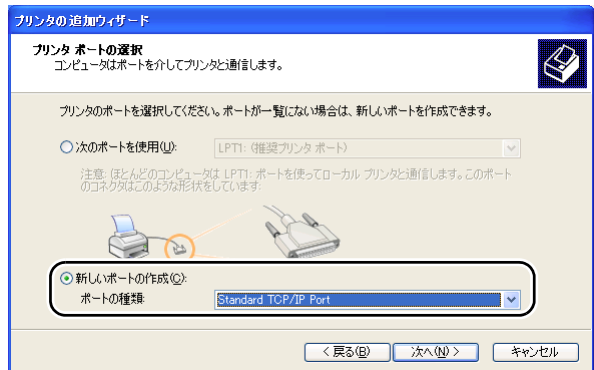 プリンタの追加ウィザード
プリンタ ポートの選択
コンピュータはポートを介してプリンタと通信します。
プリンタのポートを選択してください。ポートが一覧にない場合は、新しいポートを作成できます。
次のポートを使用(U):
LPT1: (推奨プリンタ ポート)
注意: ほとんどのコンピュータは LPT1: ポートを使ってローカル プリンタと通信します。このポート
のコネクタはこのような形状をしています:
新しいポートの作成(C):
ポートの種類:
Standard TCP/IP Port
< 戻る(B)
次へ(N) >
キャンセル